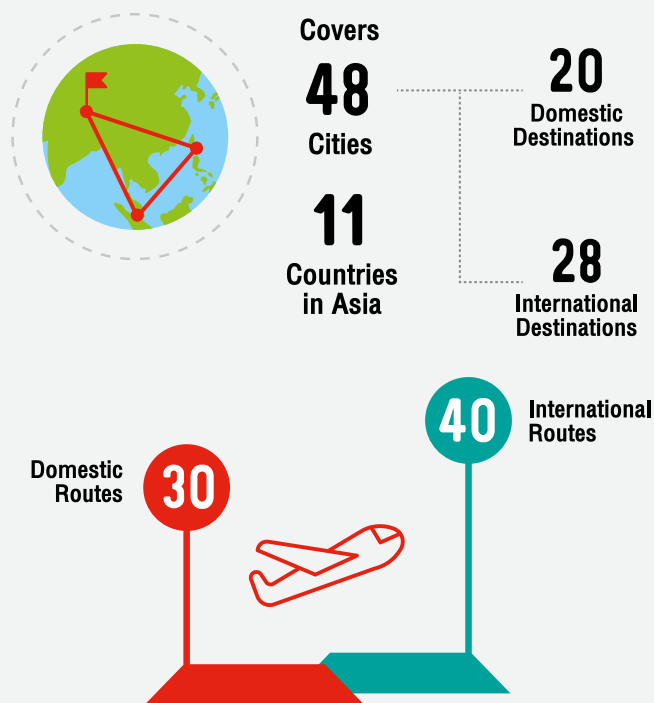 Covers
48
Cities
11
Countries
in Asia
20
Domestic
Destinations
28
International
Destinations
40
International
Routes
Domestic
Routes
30